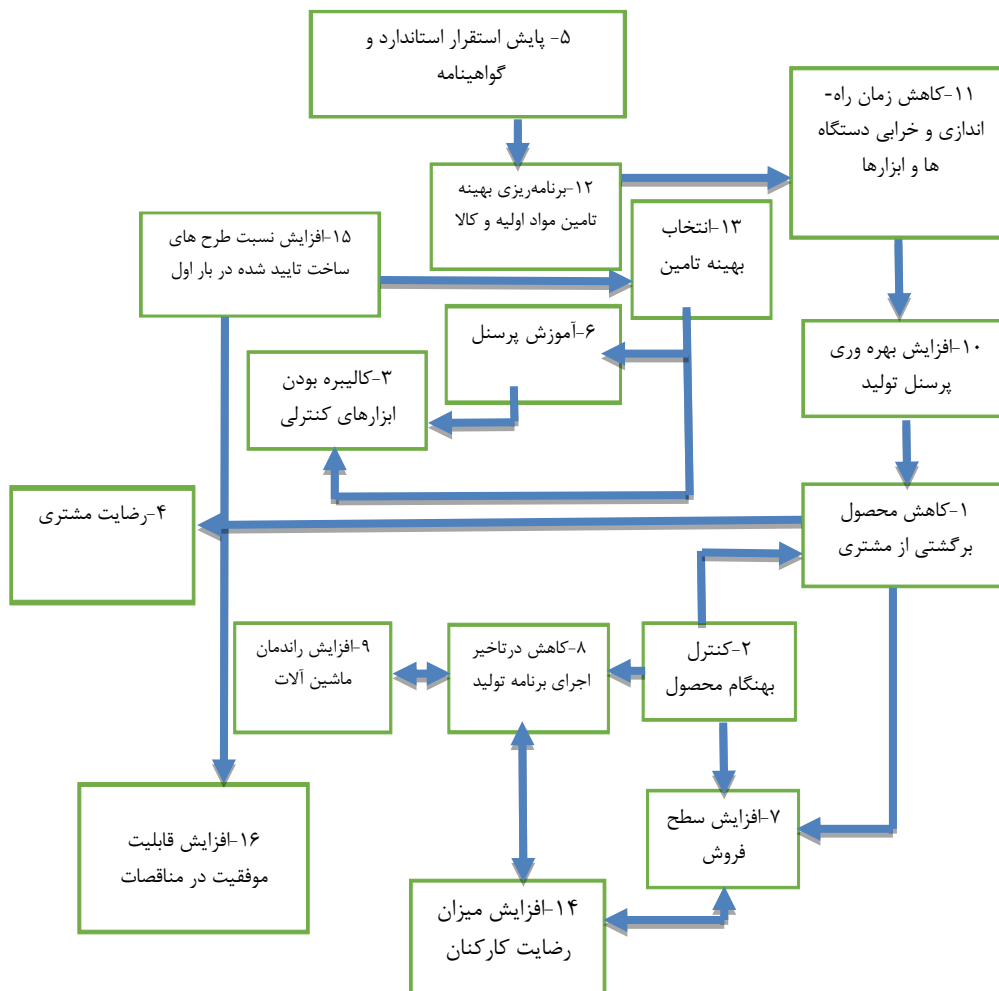 ۵- پایش استقرار استاندارد و
گواهینامه
۱۱-کاهش زمان راه-
اندازی و خرابی دستگاه
ها و ابزارها
۱۲-برنامه‌ریزی بهینه
تامین مواد اولیه و کالا
۱۳-انتخاب
بهینه تامین
۱۵-افزایش نسبت طرح های
ساخت تایید شده در بار اول
۶-آموزش پرسنل
۱۰-افزایش بهره وری
پرسنل تولید
۳-کالیبره بودن
ابزارهای کنترلی
۱-کاهش محصول
برگشتی از مشتری
۴-رضایت مشتری
۲-کنترل
بهنگام محصول
۸-کاهش درتاخیر
اجرای برنامه تولید
۹-افزایش راندمان
ماشین آلات
۷-افزایش سطح
فروش
۱۶-افزایش قابلیت
موفقیت در مناقصات
۱۴-افزایش میزان
رضایت کارکنان